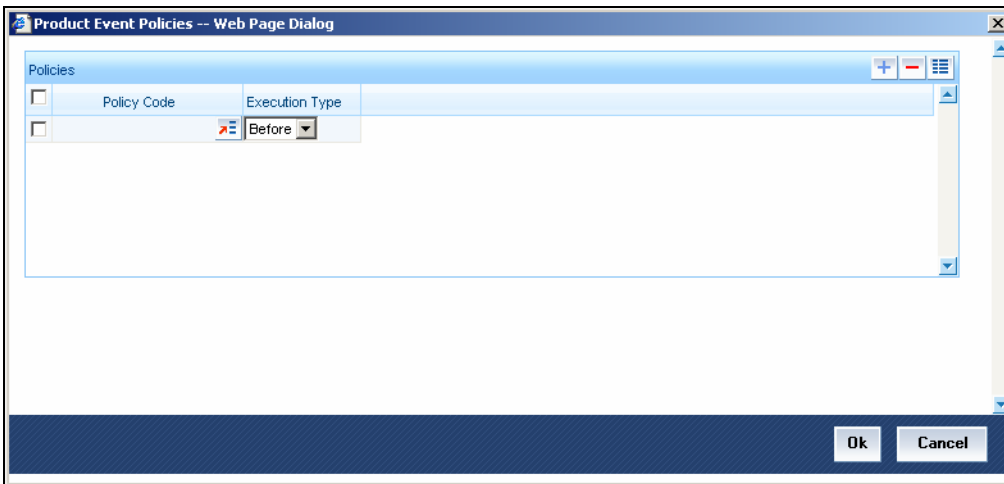 Product Event Policies -- Web Page Dialog
Policies
Policy Code Execution Type
Before
Ok Cancel